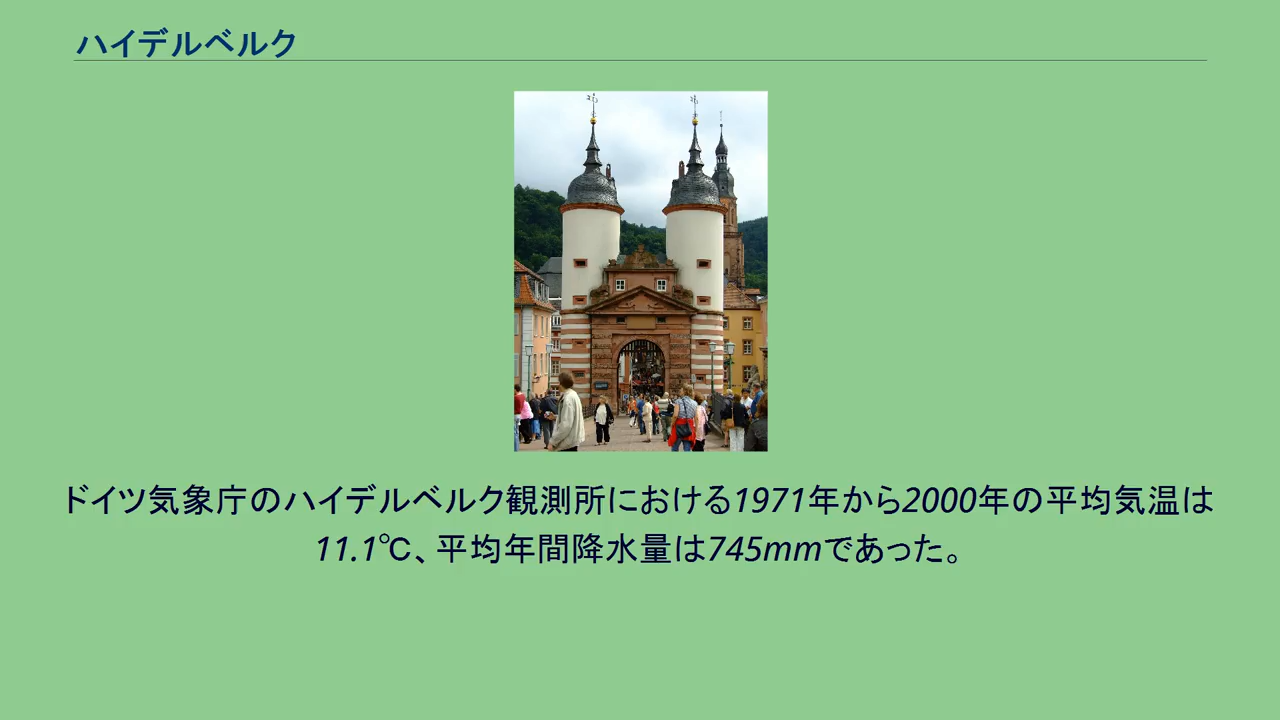 ハイデルベルク
ドイツ気象庁のハイデルベルク観測所における1971年から2000年の平均気温は
11.1℃、平均年間降水量は745mmであった。